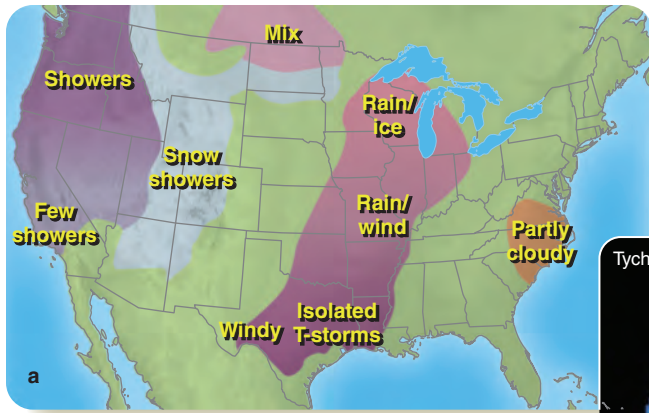 Mix
Showers
Rain/
ice
Snow
showers
Few
showers
Rain/
wind
Partly
cloudy
Tych
Windy
Isolated
T-storms
a